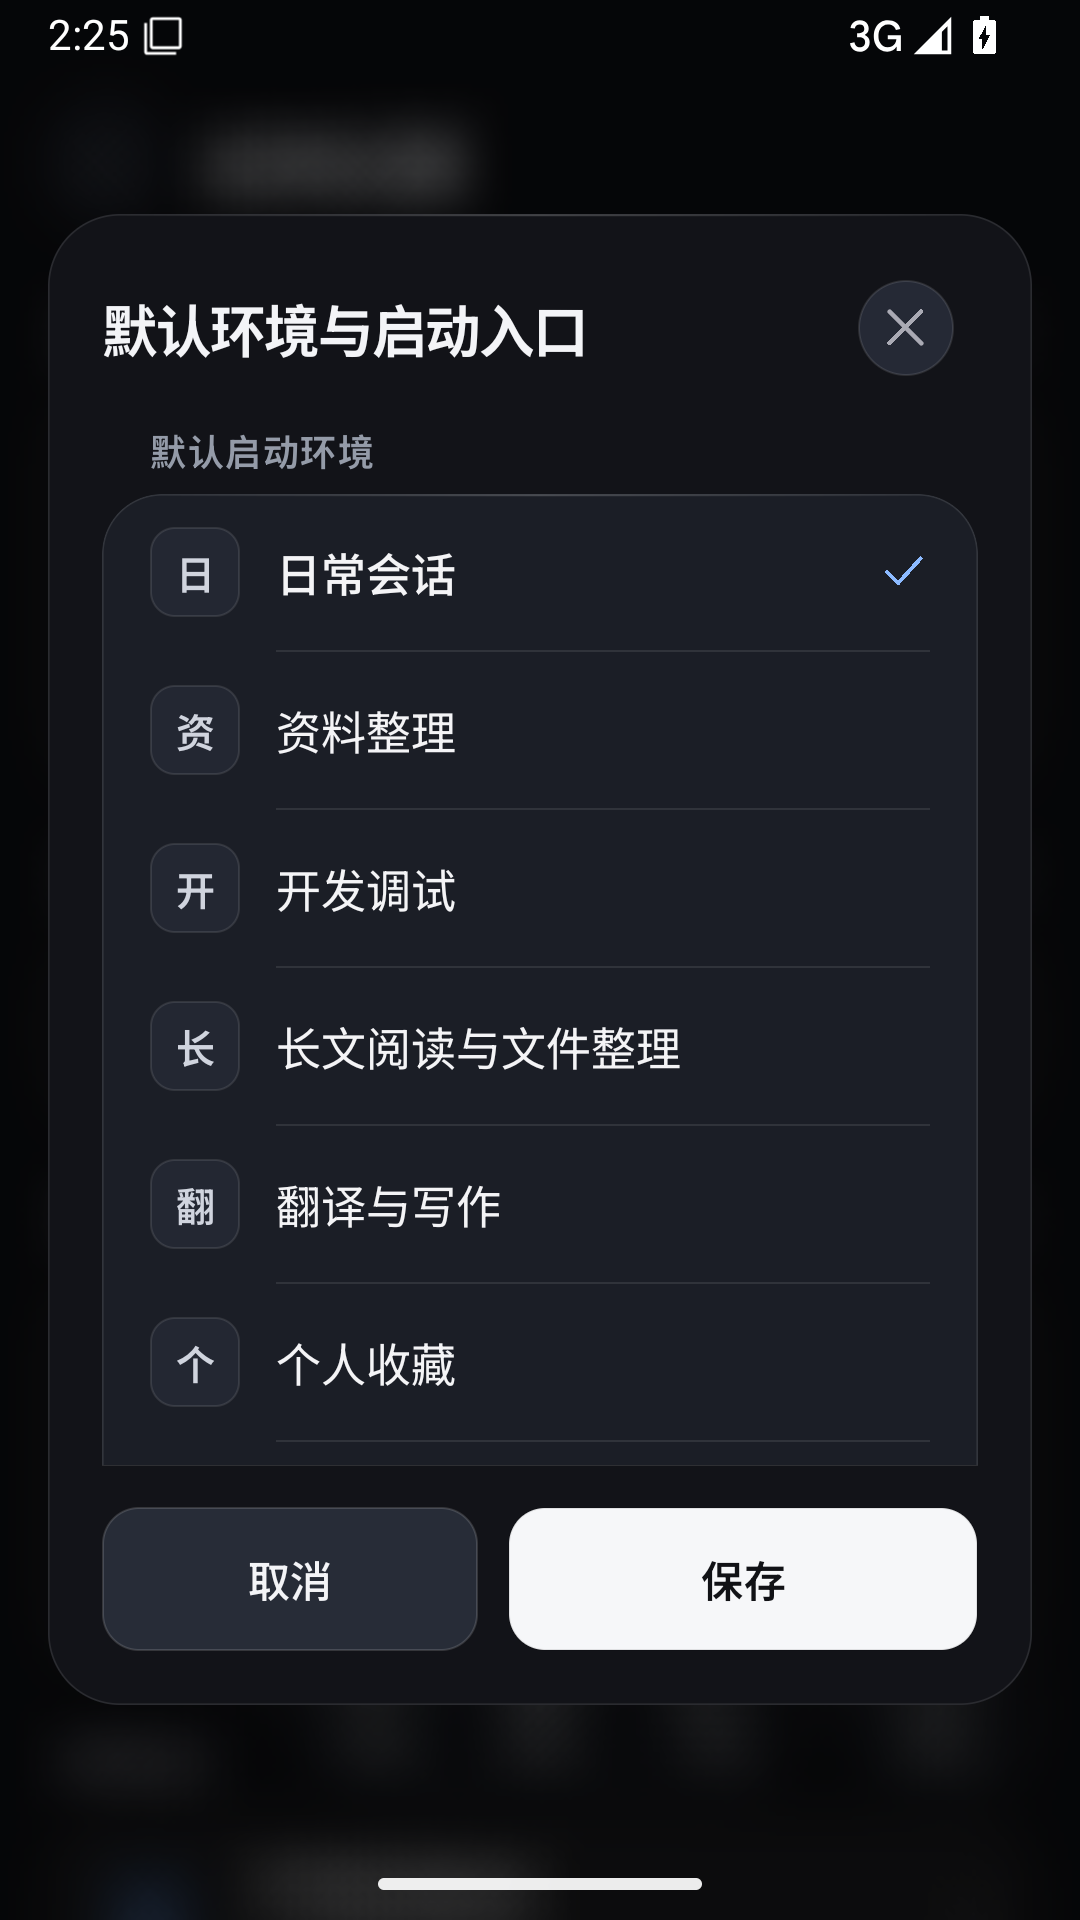 2:25
3G
默认环境与启动入口
默认启动环境
日 日常会话
资 资料整理
开 开发调试
长 长文阅读与文件整理
翻 翻译与写作
个 个人收藏
取消
保存